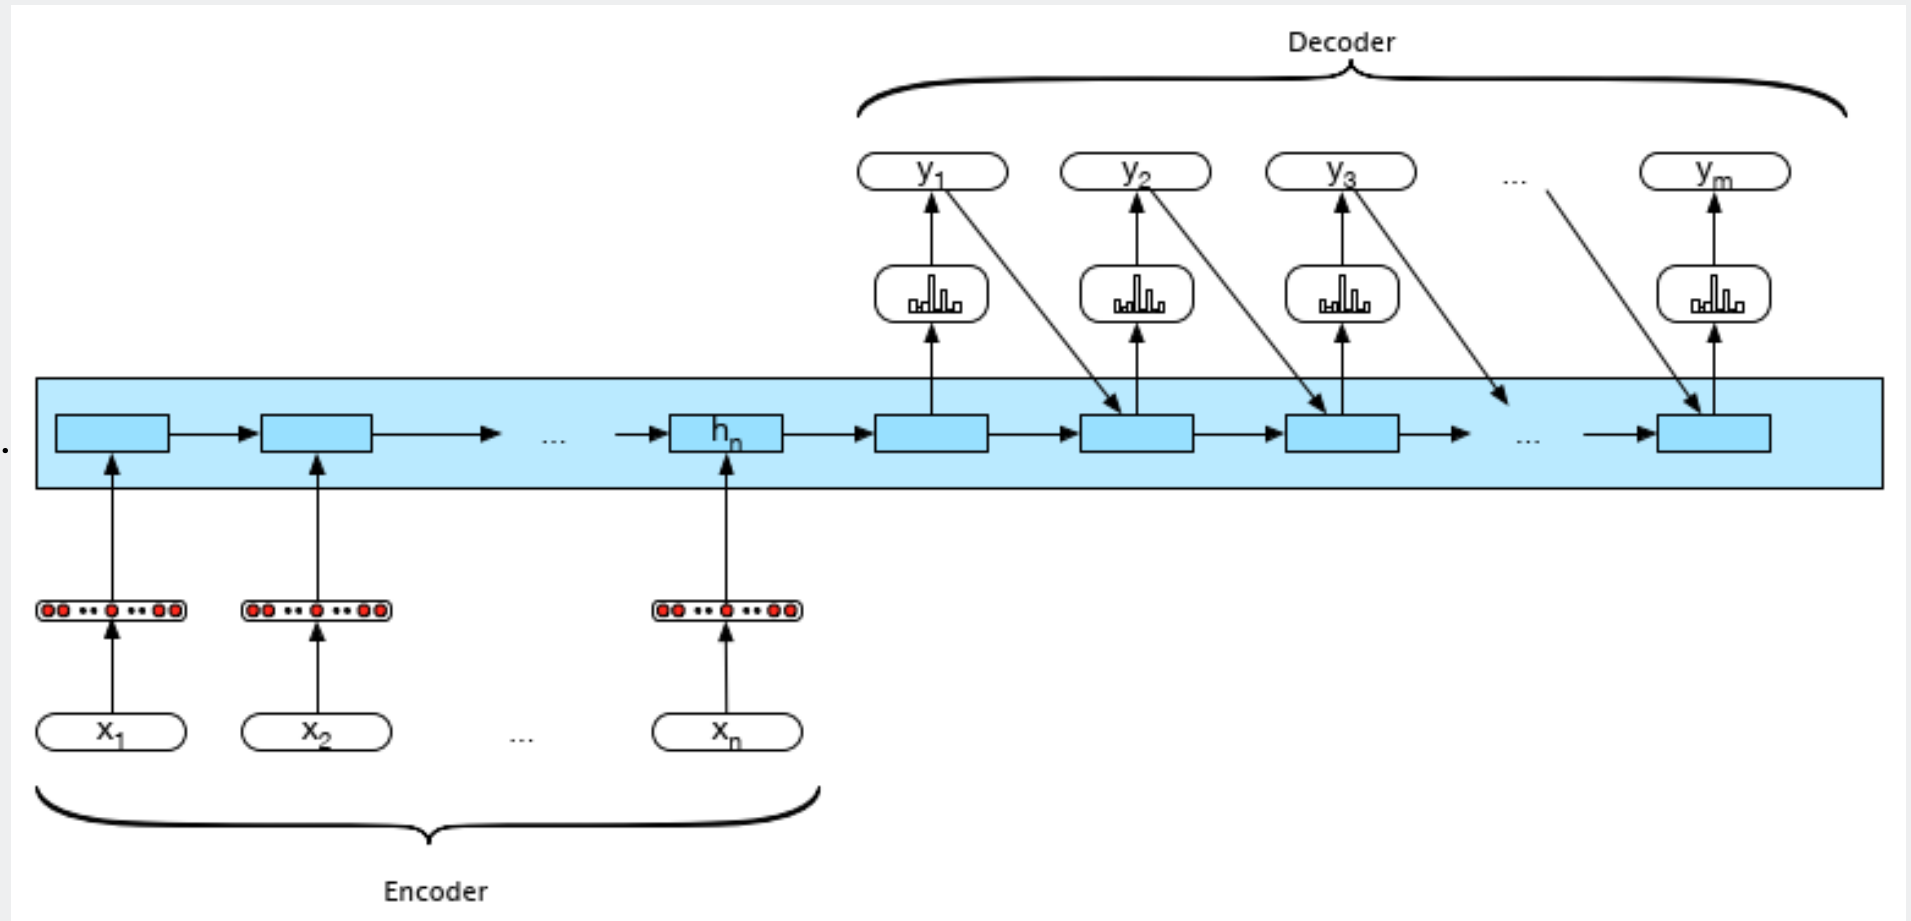 Decoder
y1 y2 y3 ... ym
... hn ...
x1 x2 ... xn
Encoder